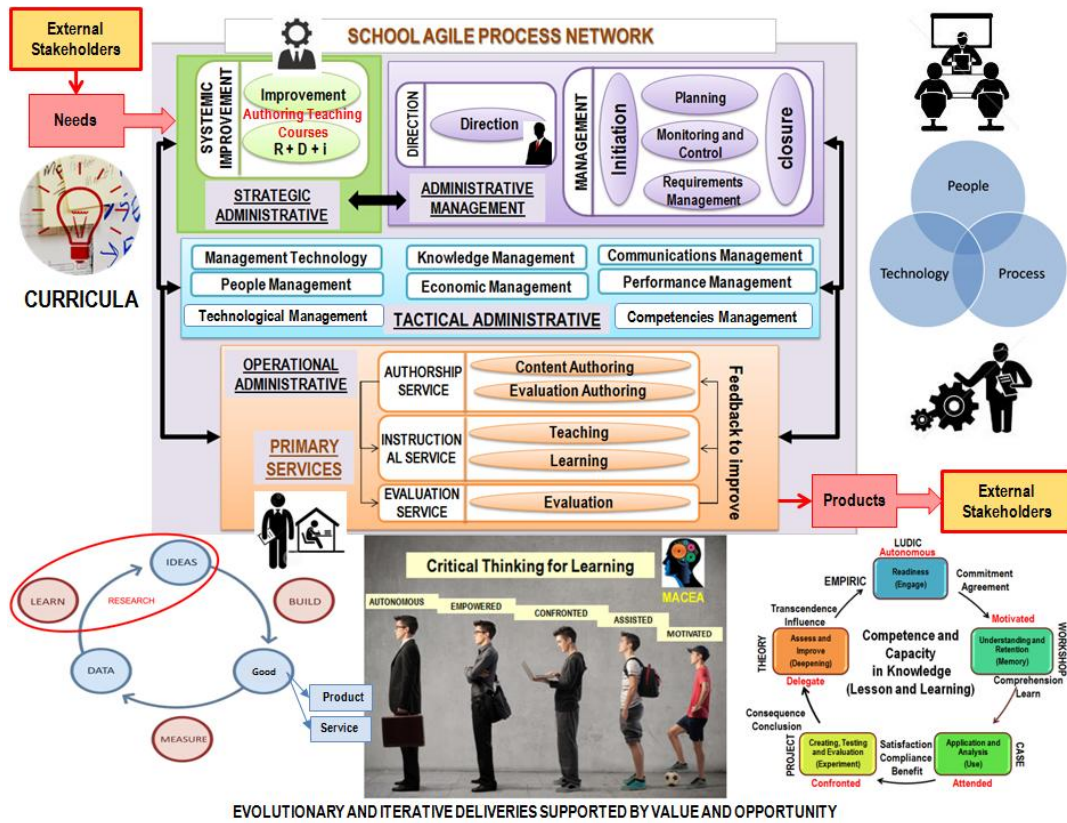 External
Stakeholders
Needs
CURRICULA
SCHOOL AGILE PROCESS NETWORK
SYSTEMIC
IMPROVEMENT
Improvement
Authoring Teaching
Courses
R + D + i
STRATEGIC
ADMINISTRATIVE
DIRECTION
Direction
ADMINISTRATIVE
MANAGEMENT
MANAGEMENT
Initiation
Planning
Monitoring and
Control
Requirements
Management
closure
Management Technology
Knowledge Management
Communications Management
People Management
Economic Management
Performance Management
Technological Management
TACTICAL ADMINISTRATIVE
Competencies Management
OPERATIONAL
ADMINISTRATIVE
PRIMARY
SERVICES
AUTHORSHIP
SERVICE
Content Authoring
Evaluation Authoring
INSTRUCTION
AL SERVICE
Teaching
Learning
EVALUATION
SERVICE
Evaluation
Feedback to improve
People
Technology
Process
Products
External
Stakeholders
IDEAS
LEARN
RESEARCH
BUILD
DATA
Good
Product
Service
MEASURE
Critical Thinking for Learning
MACEA
AUTONOMOUS
EMPOWERED
CONFRONTED
ASSISTED
MOTIVATED
LUDIC
Autonomous
Readiness
(Engage)
EMPIRIC
Commitment
Agreement
Transcendence
Influence
Motivated
THEORY
Assess and
Improve
(Deepening)
Delegate
Competence and
Capacity
in Knowledge
(Lesson and Learning)
Understanding and
Retention
(Memory)
WORKSHOP
Comprehension
Learn
Consequence
Conclusion
PROJECT
Creating, Testing
and Evaluation
(Experiment)
Confronted
Satisfaction
Compliance
Benefit
Application and
Analysis
(Use)
Attended
CASE
EVOLUTIONARY AND ITERATIVE DELIVERIES SUPPORTED BY VALUE AND OPPORTUNITY